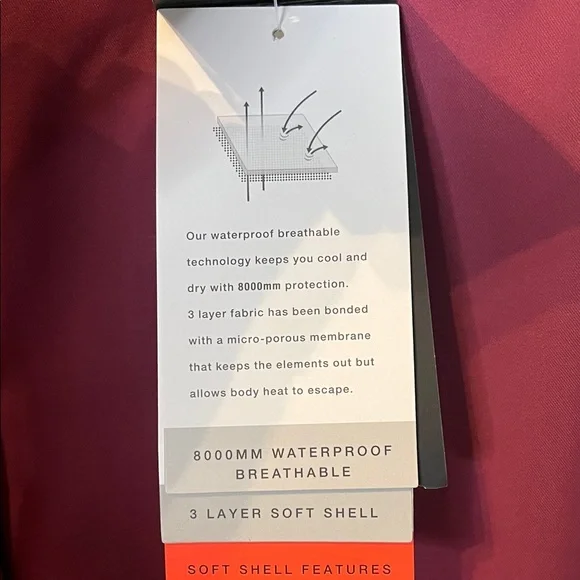 Our waterproof breathable
technology keeps you cool and
dry with 8000mm protection.
3 layer fabric has been bonded
with a micro-porous membrane
that keeps the elements out but
allows body heat to escape.
8000MM WATERPROOF
BREATHABLE
3 LAYER SOFT SHELL
SOFT SHELL FEATURES